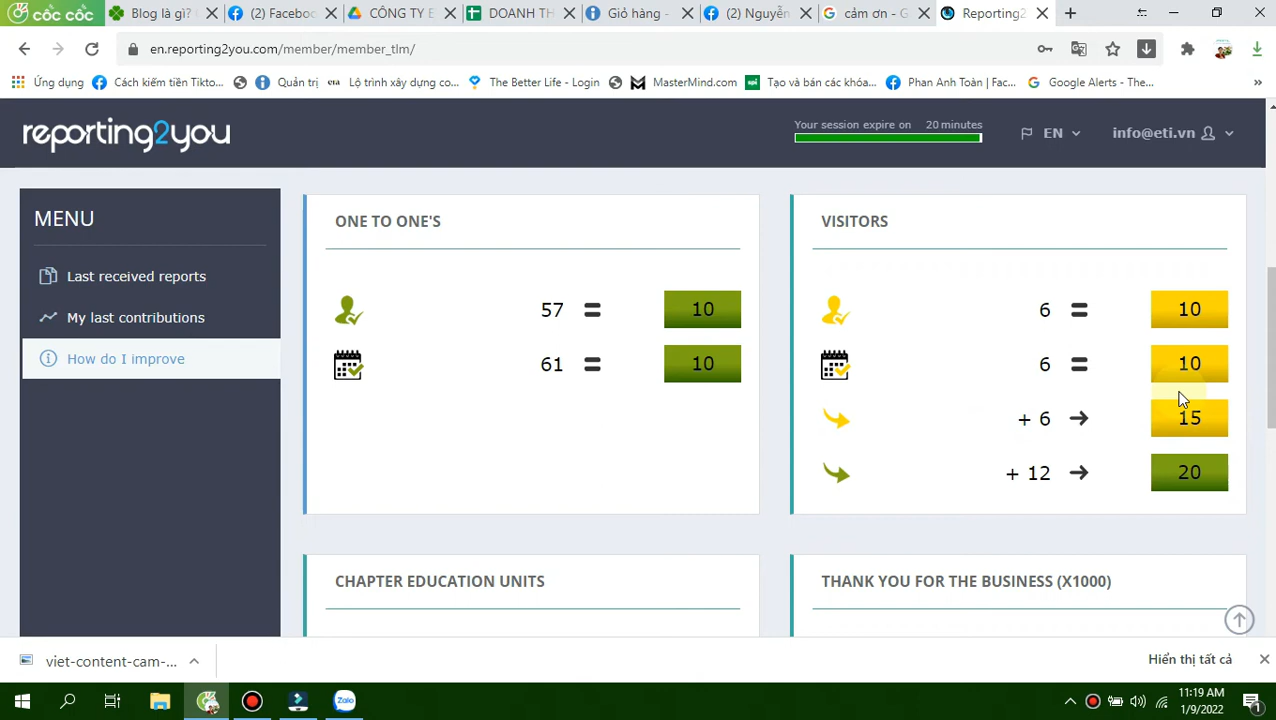 cốc cốc
Blog là gì?
(2) Facebo
CÔNG TY E
DOANH TH
Giỏ hàng -
(1) Nguyễn
cảm ơn - G
Reporting2
en.reporting2you.com/member/member_tlm/
Ứng dụng
Cách kiếm tiền Tikto...
Quản trị
Lộ trình xây dựng co...
The Better Life - Login
MasterMind.com
Tạo và bán các khóa...
Phan Anh Toàn | Fac...
Google Alerts - The...
»
reporting2you
Your session expire on 20 minutes
EN
info@eti.vn
MENU
Last received reports
My last contributions
How do I improve
ONE TO ONE'S
57 = 10
61 = 10
VISITORS
6 = 10
6 = 10
+ 6 → 15
+ 12 → 20
CHAPTER EDUCATION UNITS
THANK YOU FOR THE BUSINESS (X1000)
viet-content-cam-...
Hiển thị tất cả
Zalo
11:19 AM
1/9/2022
1